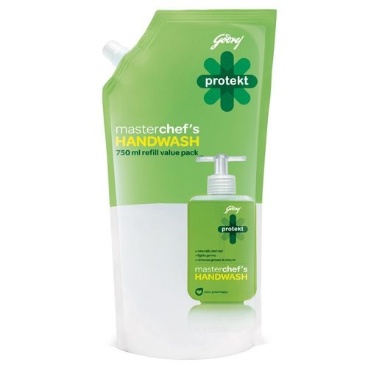 Godrej
protekt
masterchef's
HANDWASH
750 ml refill value pack
Godrej
protekt
masterchef's
HANDWASH